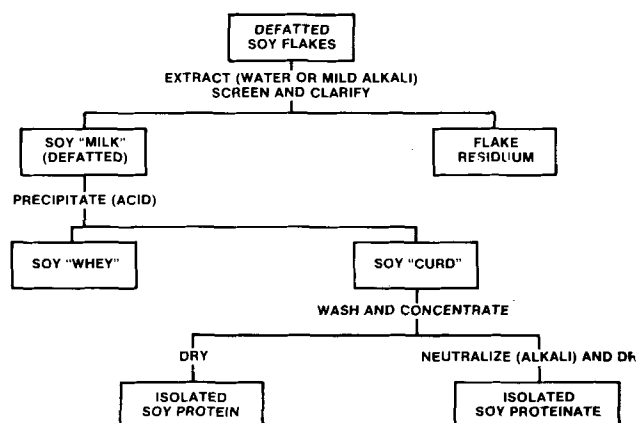 DEFATTED
SOY FLAKES
EXTRACT (WATER OR MILD ALKALI)
SCREEN AND CLARIFY
SOY "MILK"
(DEFATTED)
FLAKE
RESIDUUM
PRECIPITATE (ACID)
SOY "WHEY"
SOY "CURD"
WASH AND CONCENTRATE
DRY
NEUTRALIZE (ALKALI) AND
ISOLATED
SOY PROTEIN
ISOLATED
SOY PROTEINATE